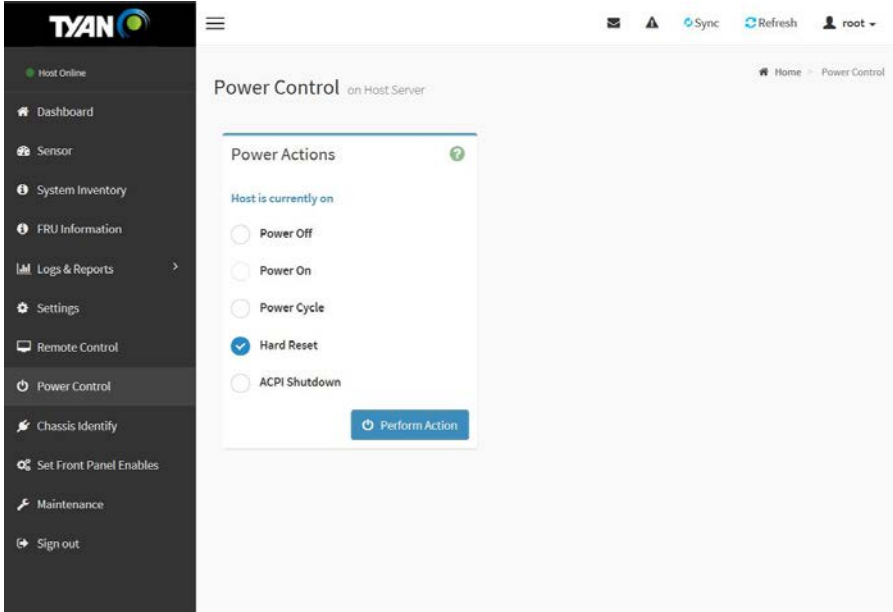 TYAN
Sync
Refresh
root
Host Online
Dashboard
Sensor
System Inventory
FRU Information
Logs & Reports
Settings
Remote Control
Power Control
Chassis Identify
Set Front Panel Enables
Maintenance
Sign out
Power Control on Host Server
Home > Power Control
Power Actions
Host is currently on
Power Off
Power On
Power Cycle
Hard Reset
ACPI Shutdown
Perform Action